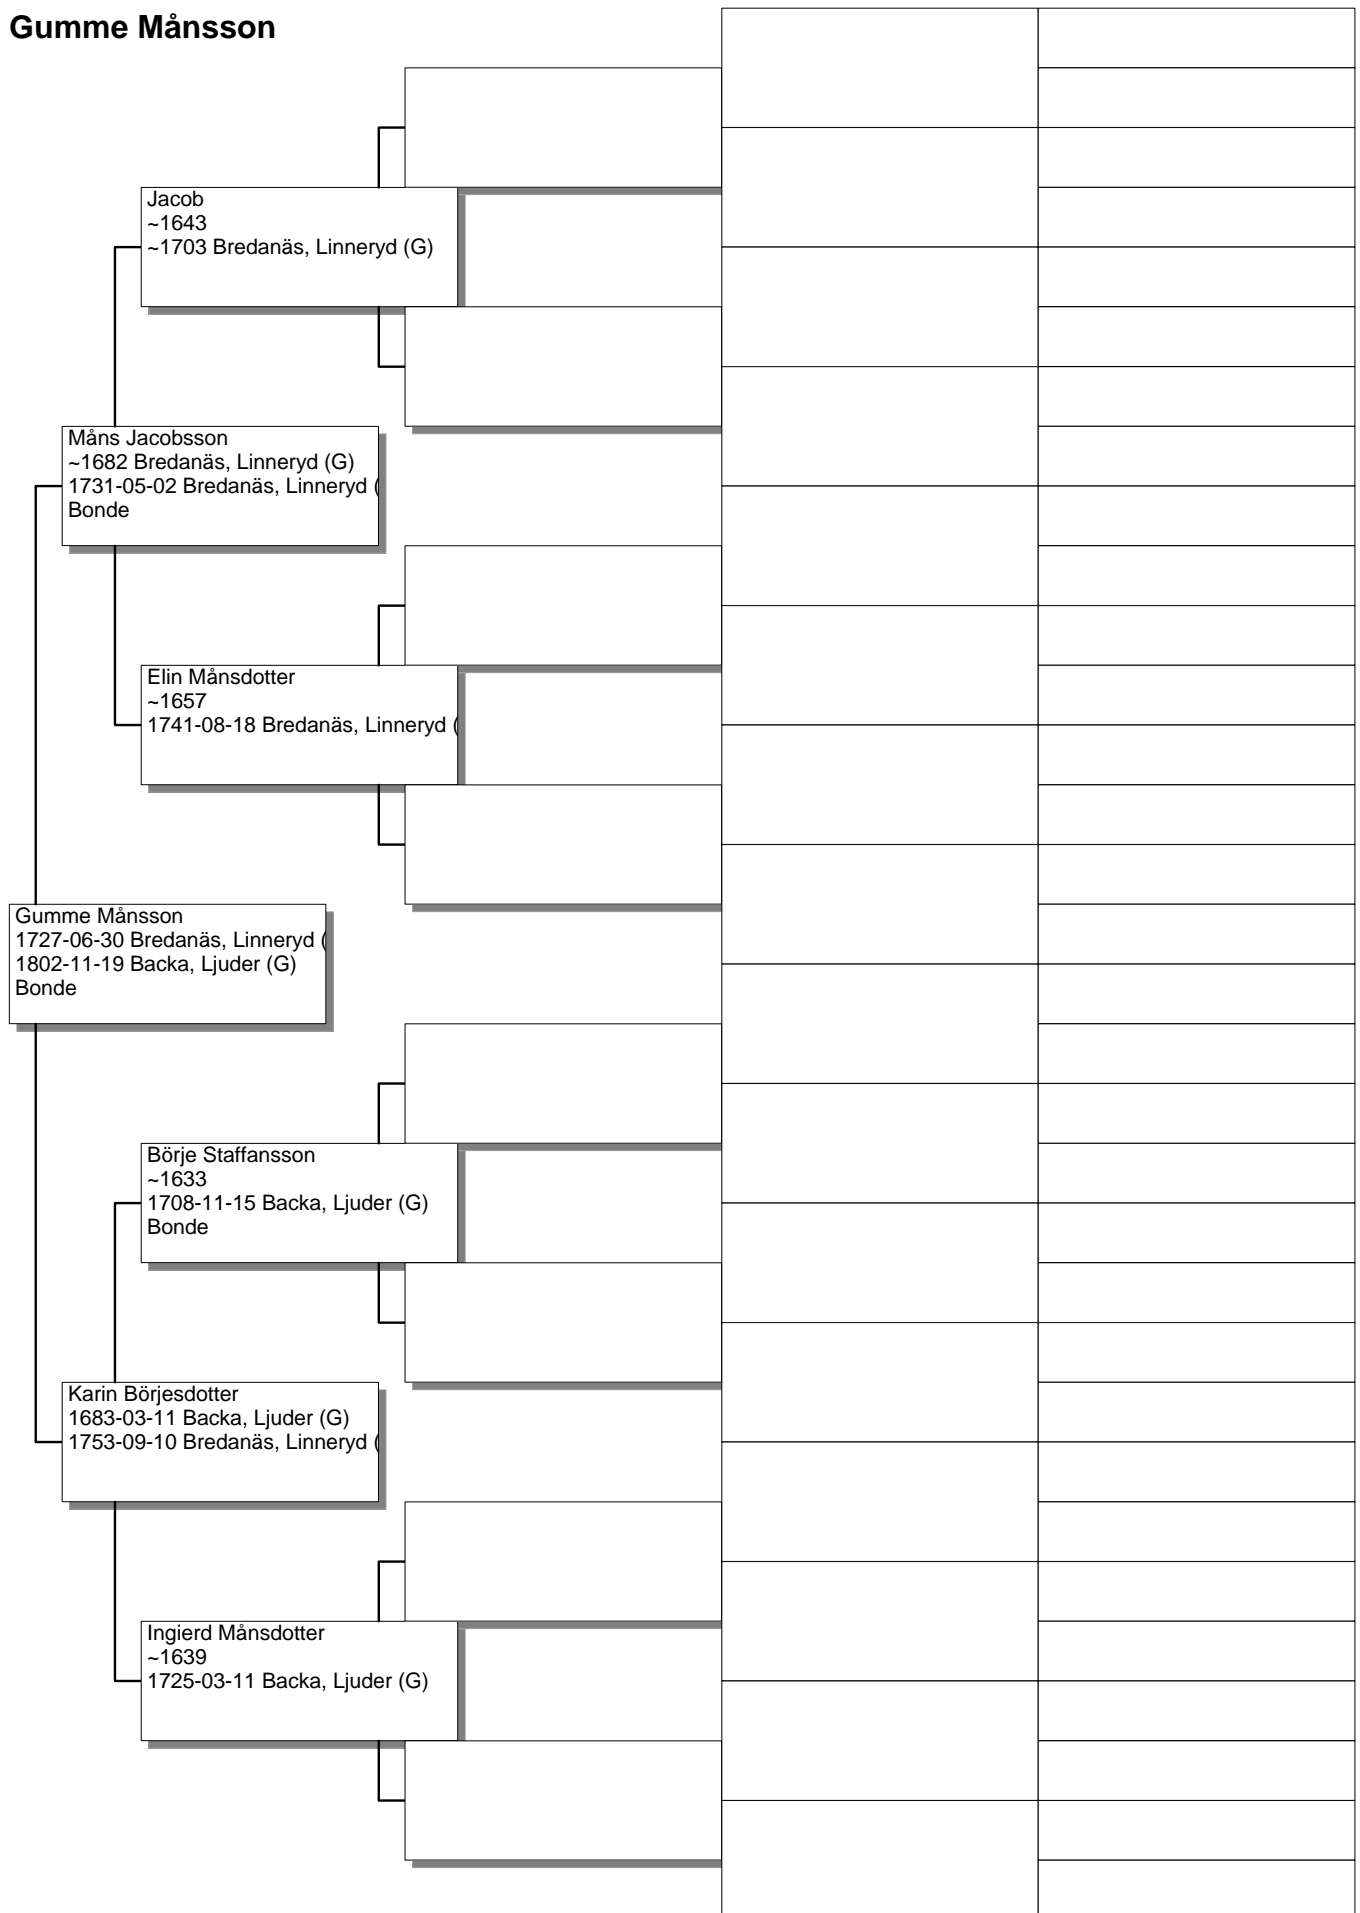 Gumme Månsson
Jacob
~1643
~1703 Bredanäs, Linneryd (G)
Måns Jacobsson
~1682 Bredanäs, Linneryd (G)
1731-05-02 Bredanäs, Linneryd (
Bonde
Elin Månsdotter
~1657
1741-08-18 Bredanäs, Linneryd (
Gumme Månsson
1727-06-30 Bredanäs, Linneryd (
1802-11-19 Backa, Ljuder (G)
Bonde
Börje Staffansson
~1633
1708-11-15 Backa, Ljuder (G)
Bonde
Karin Börjesdotter
1683-03-11 Backa, Ljuder (G)
1753-09-10 Bredanäs, Linneryd (
Ingierd Månsdotter
~1639
1725-03-11 Backa, Ljuder (G)